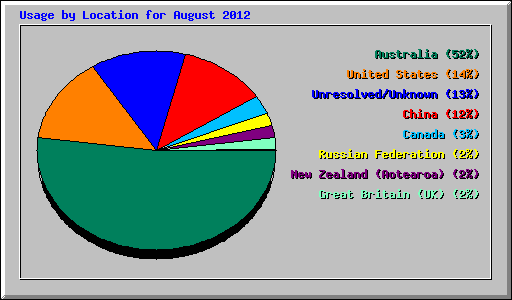 Usage by Location for August 2012
Australia (52%)
United States (14%)
Unresolved/Unknown (13%)
China (12%)
Canada (3%)
Russian Federation (2%)
New Zealand (Aotearoa) (2%)
Great Britain (UK) (2%)